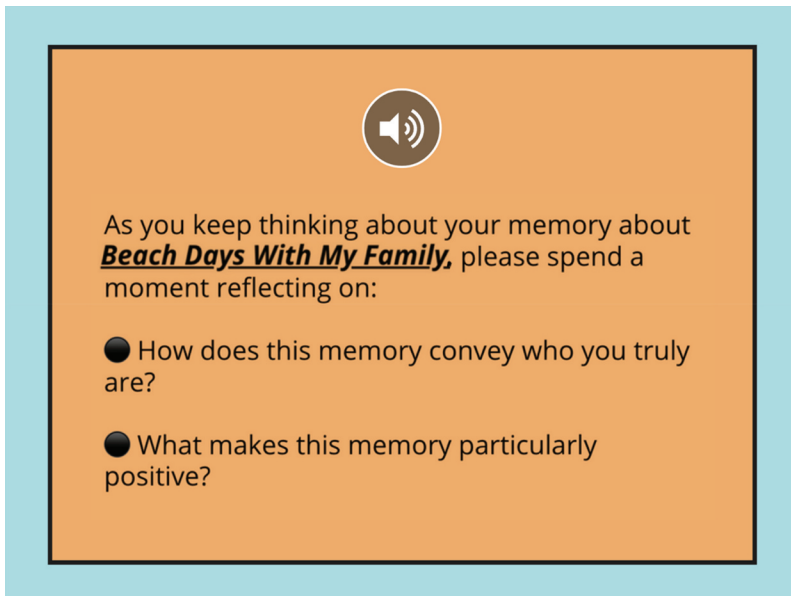 As you keep thinking about your memory about
Beach Days With My Family, please spend a
moment reflecting on:
● How does this memory convey who you truly
are?
● What makes this memory particularly
positive?